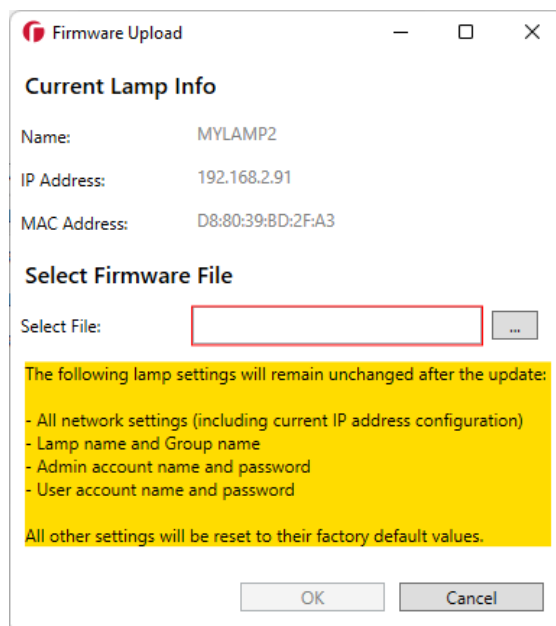 Firmware Upload
Current Lamp Info
Name: MYLAMP2
IP Address: 192.168.2.91
MAC Address: D8:80:39:BD:2F:A3
Select Firmware File
Select File: ...
The following lamp settings will remain unchanged after the update:
- All network settings (including current IP address configuration)
- Lamp name and Group name
- Admin account name and password
- User account name and password
All other settings will be reset to their factory default values.
OK Cancel